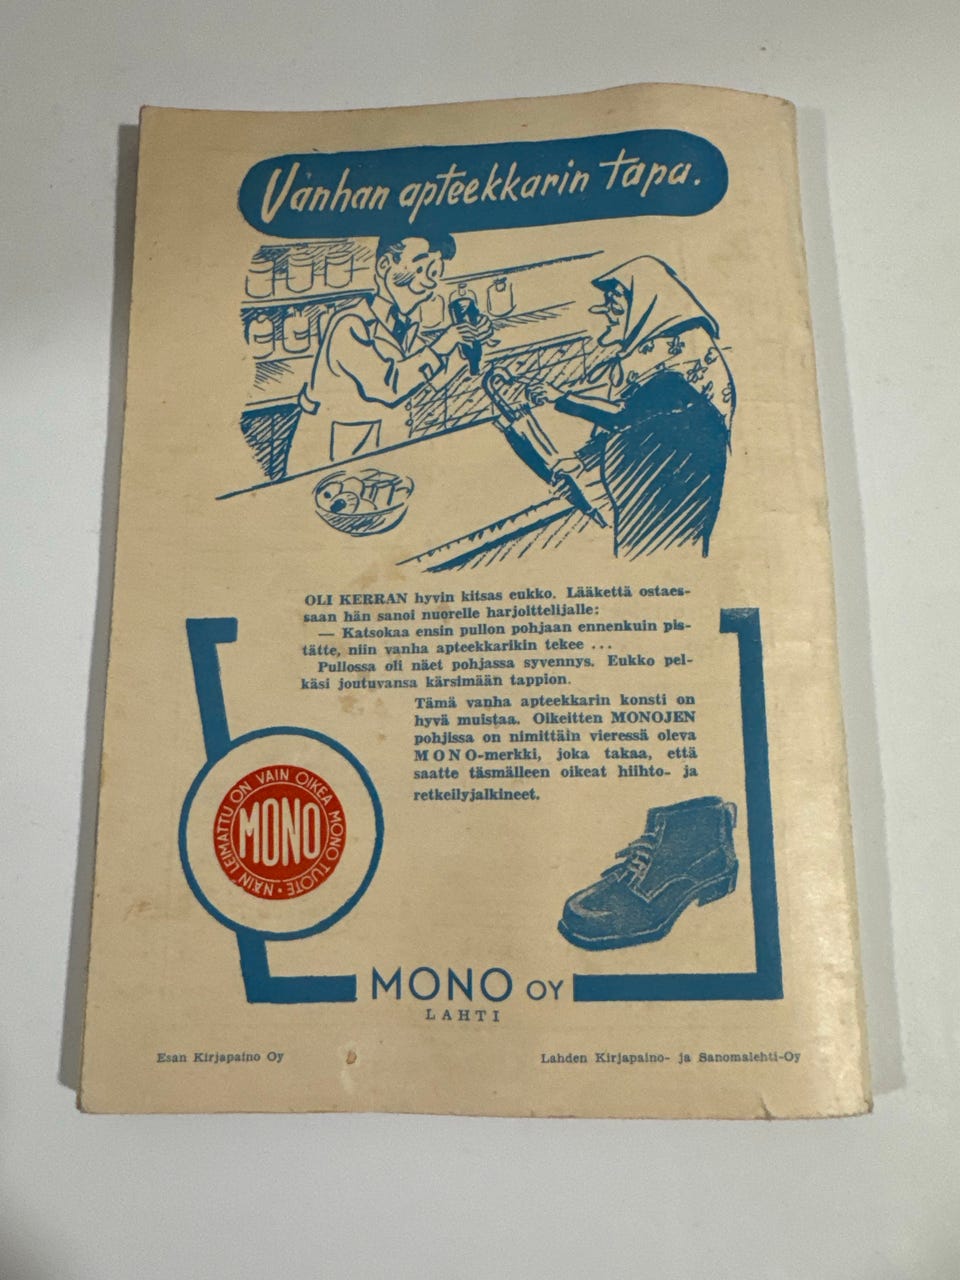 Vanhan apteekkarin tapa.
OLI KERRAN hyvin kitsas eukko. Lääkettä ostaes-
saan hän sanoi nuorelle harjoittelijalle:
— Katsokaa ensin pullon pohjaan ennenkuin pis-
tätte, niin vanha apteekkarikin tekee ...
Pullossa oli näet pohjassa syvennys. Eukko pel-
käsi joutuvansa kärsimään tappion.
Tämä vanha apteekkarin konsti on
hyvä muistaa. Oikeitten MONOJEN
pohjissa on nimittäin vieressä oleva
MONO-merkki, joka takaa, että
saatte täsmälleen oikeat hiihto- ja
retkeilyjalkineet.
NÄIN LEIMATTU ON VAIN OIKEA MONO TUOTE •
MONO
MONO OY
LAHTI
Esan Kirjapaino Oy
Lahden Kirjapaino- ja Sanomalehti-Oy